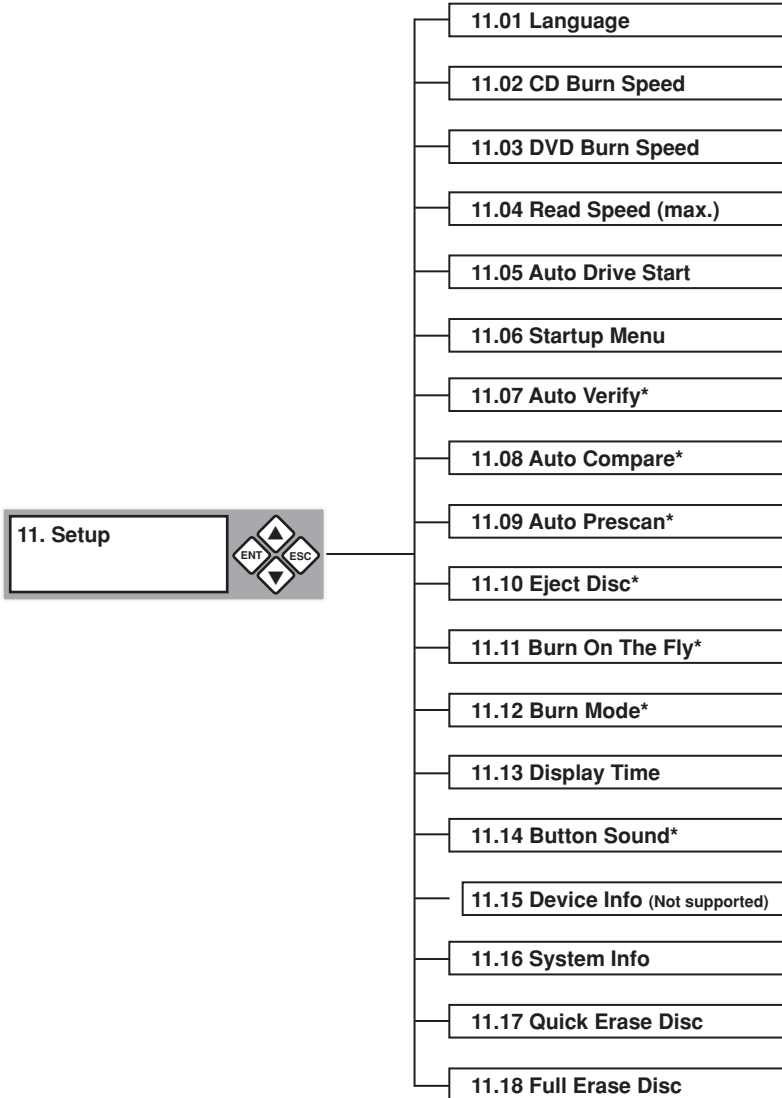 11. Setup
ENT
ESC
11.01 Language
11.02 CD Burn Speed
11.03 DVD Burn Speed
11.04 Read Speed (max.)
11.05 Auto Drive Start
11.06 Startup Menu
11.07 Auto Verify*
11.08 Auto Compare*
11.09 Auto Prescan*
11.10 Eject Disc*
11.11 Burn On The Fly*
11.12 Burn Mode*
11.13 Display Time
11.14 Button Sound*
11.15 Device Info (Not supported)
11.16 System Info
11.17 Quick Erase Disc
11.18 Full Erase Disc